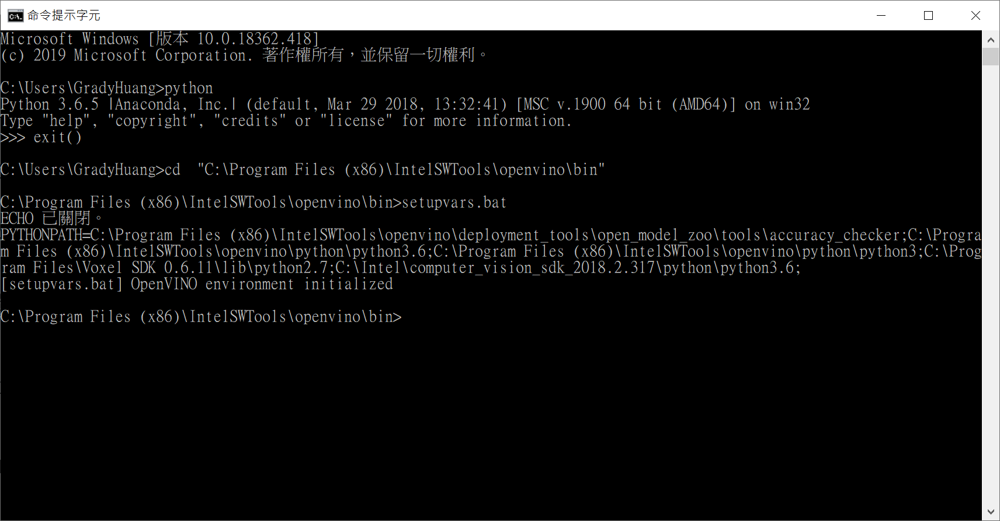 命令提示字元
Microsoft Windows [版本 10.0.18362.418]
(c) 2019 Microsoft Corporation. 著作權所有，並保留一切權利。
C:\Users\GradyHuang>python
Python 3.6.5 |Anaconda, Inc.| (default, Mar 29 2018, 13:32:41) [MSC v.1900 64 bit (AMD64)] on win32
Type "help", "copyright", "credits" or "license" for more information.
>>> exit()
C:\Users\GradyHuang>cd  "C:\Program Files (x86)\IntelSWTools\openvino\bin"
C:\Program Files (x86)\IntelSWTools\openvino\bin>setupvars.bat
ECHO 已關閉。
PYTHONPATH=C:\Program Files (x86)\IntelSWTools\openvino\deployment_tools\open_model_zoo\tools\accuracy_checker;C:\Progra
m Files (x86)\IntelSWTools\openvino\python\python3.6;C:\Program Files (x86)\IntelSWTools\openvino\python\python3;C:\Prog
ram Files\Voxel SDK 0.6.11\lib\python2.7;C:\Intel\computer_vision_sdk_2018.2.317\python\python3.6;
[setupvars.bat] OpenVINO environment initialized
C:\Program Files (x86)\IntelSWTools\openvino\bin>